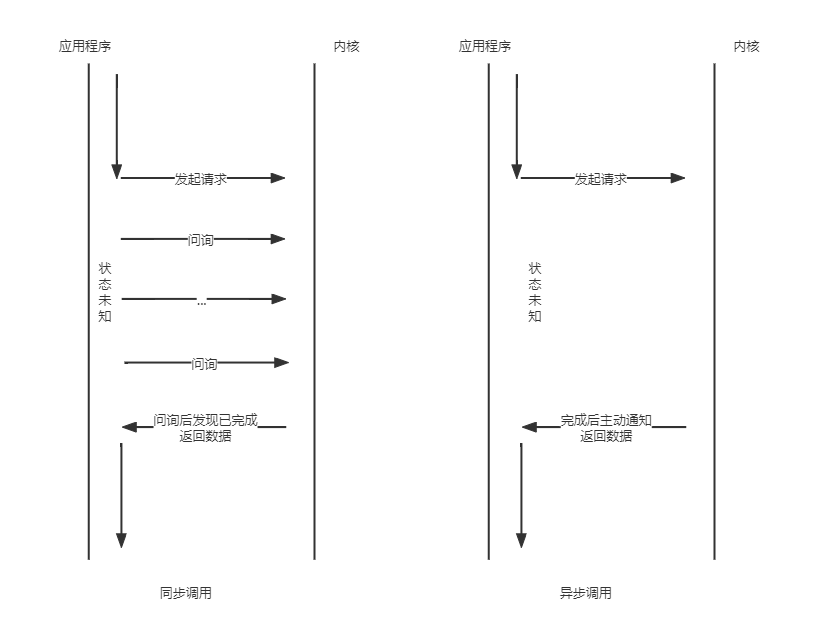 应用程序
内核
发起请求
问询
状态未知
...
问询
问询后发现已完成
返回数据
同步调用
应用程序
内核
发起请求
状态未知
完成后主动通知
返回数据
异步调用